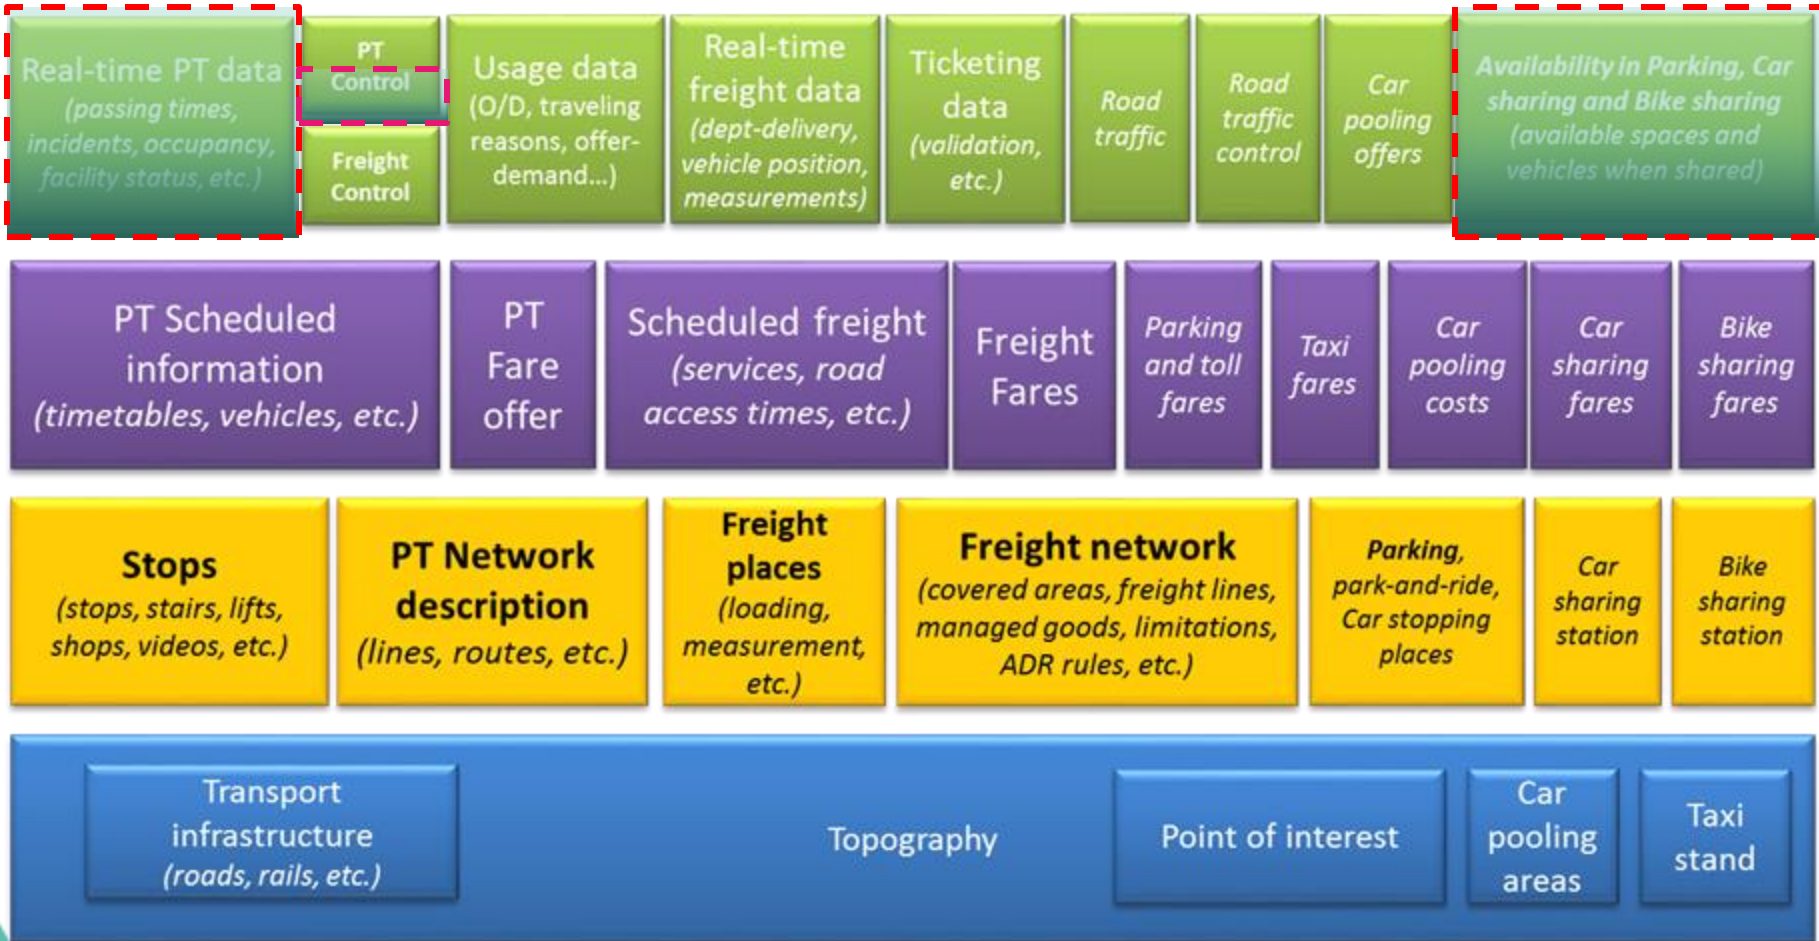 Real-time PT data
(passing times,
incidents, occupancy,
facility status, etc.)
PT
Control
Freight
Control
Usage data
(O/D, traveling
reasons, offer-
demand...)
Real-time
freight data
(dept-delivery,
vehicle position,
measurements)
Ticketing
data
(validation,
etc.)
Road
traffic
Road
traffic
control
Car
pooling
offers
Availability in Parking, Car
sharing and Bike sharing
(available spaces and
vehicles when shared)
PT Scheduled
information
(timetables, vehicles, etc.)
PT
Fare
offer
Scheduled freight
(services, road
access times, etc.)
Freight
Fares
Parking
and toll
fares
Taxi
fares
Car
pooling
costs
Car
sharing
fares
Bike
sharing
fares
Stops
(stops, stairs, lifts,
shops, videos, etc.)
PT Network
description
(lines, routes, etc.)
Freight
places
(loading,
measurement,
etc.)
Freight network
(covered areas, freight lines,
managed goods, limitations,
ADR rules, etc.)
Parking,
park-and-ride,
Car stopping
places
Car
sharing
station
Bike
sharing
station
Transport
infrastructure
(roads, rails, etc.)
Topography
Point of interest
Car
pooling
areas
Taxi
stand